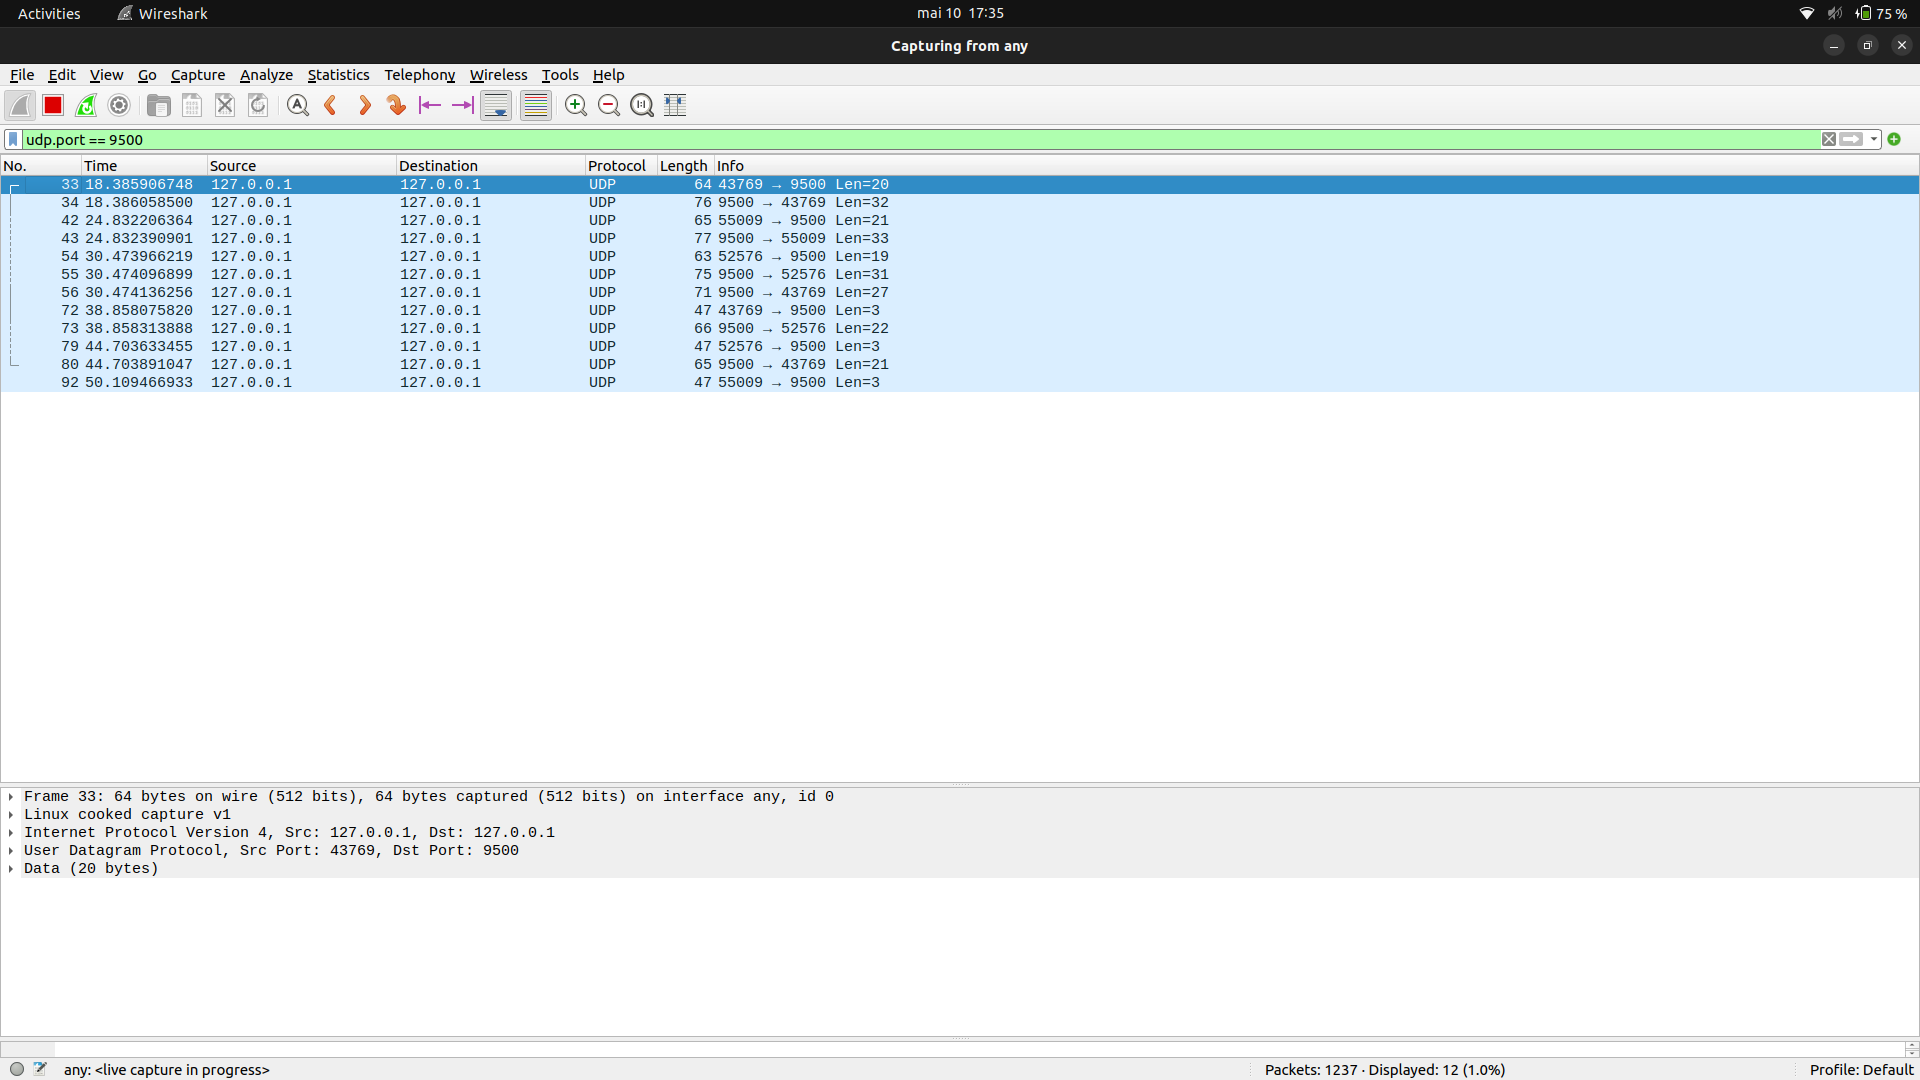 Activities Wireshark mai 10 17:35 75 %
Capturing from any
File Edit View Go Capture Analyze Statistics Telephony Wireless Tools Help
udp.port == 9500
No. Time Source Destination Protocol Length Info
33 18.385906748 127.0.0.1 127.0.0.1 UDP 64 43769 → 9500 Len=20
34 18.386058500 127.0.0.1 127.0.0.1 UDP 76 9500 → 43769 Len=32
42 24.832206364 127.0.0.1 127.0.0.1 UDP 65 55009 → 9500 Len=21
43 24.832390901 127.0.0.1 127.0.0.1 UDP 77 9500 → 55009 Len=33
54 30.473966219 127.0.0.1 127.0.0.1 UDP 63 52576 → 9500 Len=19
55 30.474096899 127.0.0.1 127.0.0.1 UDP 75 9500 → 52576 Len=31
56 30.474136256 127.0.0.1 127.0.0.1 UDP 71 9500 → 43769 Len=27
72 38.858075820 127.0.0.1 127.0.0.1 UDP 47 43769 → 9500 Len=3
73 38.858313888 127.0.0.1 127.0.0.1 UDP 66 9500 → 52576 Len=22
79 44.703633455 127.0.0.1 127.0.0.1 UDP 47 52576 → 9500 Len=3
80 44.703891047 127.0.0.1 127.0.0.1 UDP 65 9500 → 43769 Len=21
92 50.109466933 127.0.0.1 127.0.0.1 UDP 47 55009 → 9500 Len=3
Frame 33: 64 bytes on wire (512 bits), 64 bytes captured (512 bits) on interface any, id 0
Linux cooked capture v1
Internet Protocol Version 4, Src: 127.0.0.1, Dst: 127.0.0.1
User Datagram Protocol, Src Port: 43769, Dst Port: 9500
Data (20 bytes)
any: <live capture in progress> Packets: 1237 · Displayed: 12 (1.0%) Profile: Default